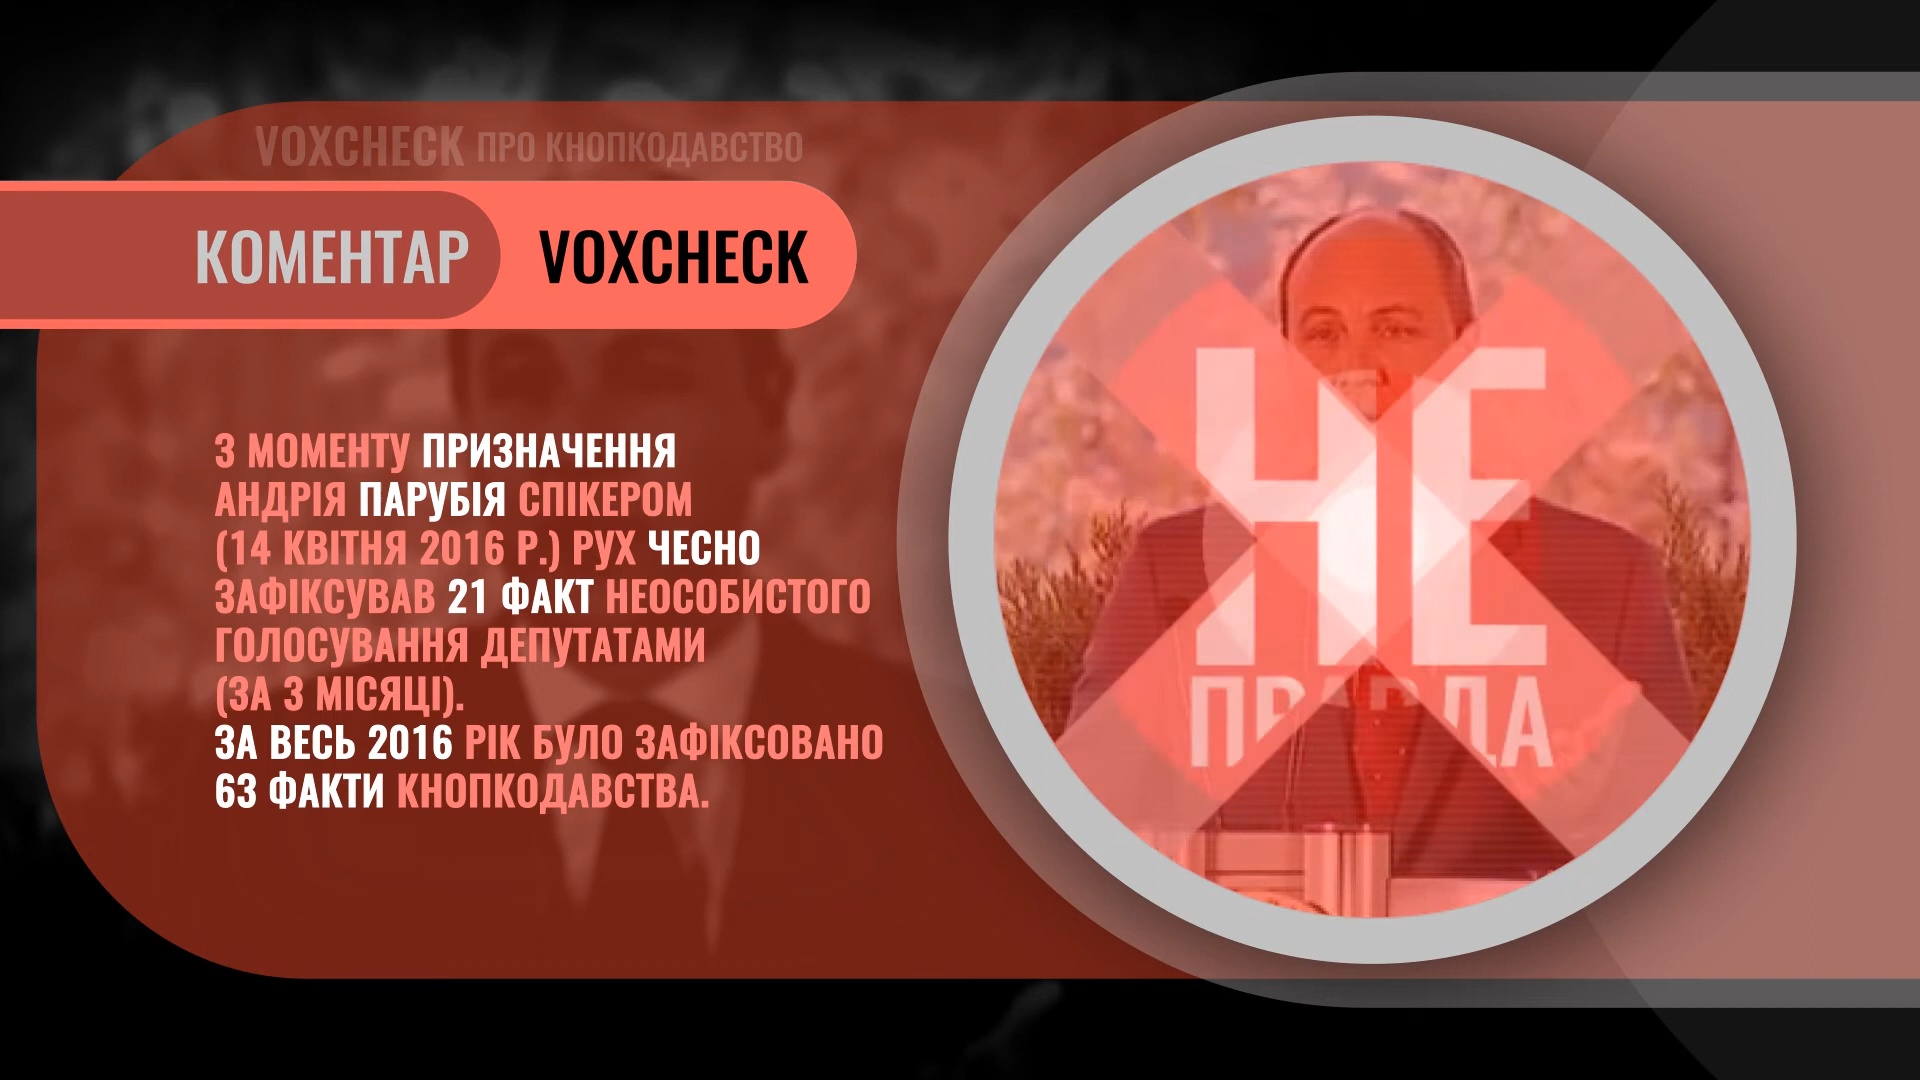 VOXCHECK ПРО КНОПКОДАВСТВО
КОМЕНТАР VOXCHECK
З МОМЕНТУ ПРИЗНАЧЕННЯ
АНДРІЯ ПАРУБІЯ СПІКЕРОМ
(14 КВІТНЯ 2016 Р.) РУХ ЧЕСНО
ЗАФІКСУВАВ 21 ФАКТ НЕОСОБИСТОГО
ГОЛОСУВАННЯ ДЕПУТАТАМИ
(ЗА 3 МІСЯЦІ).
ЗА ВЕСЬ 2016 РІК БУЛО ЗАФІКСОВАНО
63 ФАКТИ КНОПКОДАВСТВА.
НЕ
ПРАВДА